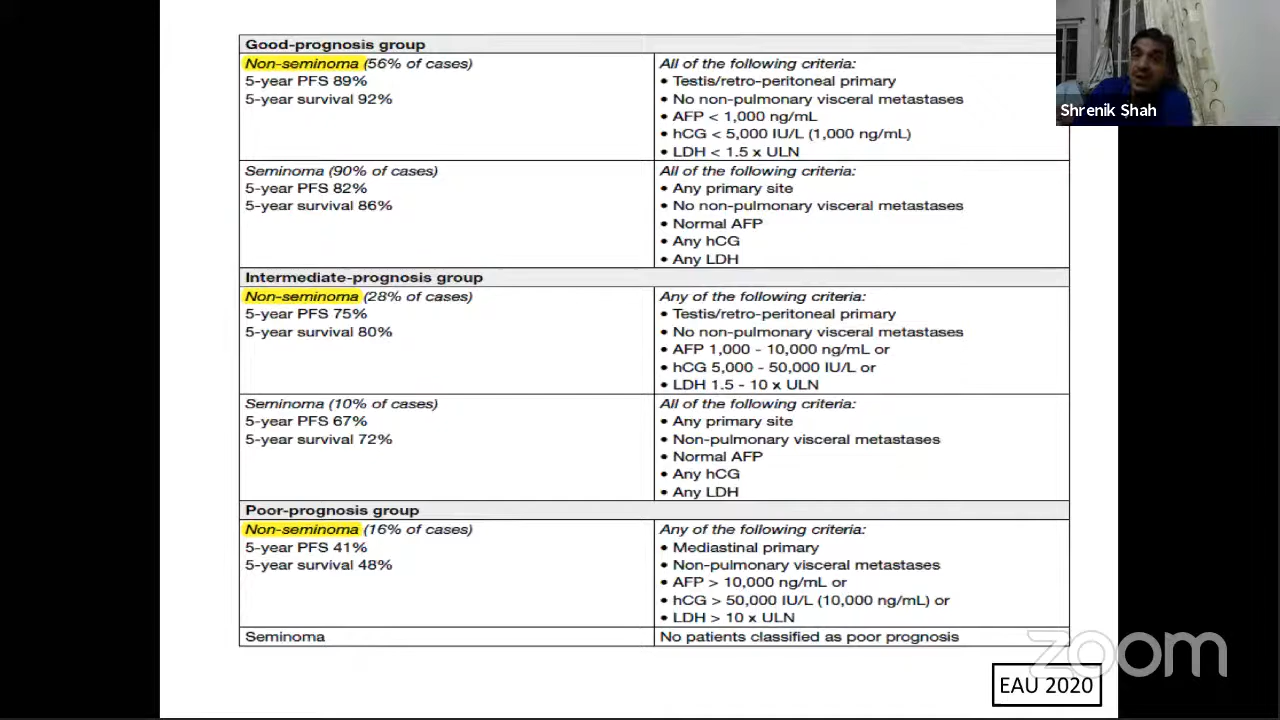 Good-prognosis group
Non-seminoma (56% of cases)
5-year PFS 89%
5-year survival 92%
All of the following criteria:
• Testis/retro-peritoneal primary
• No non-pulmonary visceral metastases
• AFP < 1,000 ng/mL
• hCG < 5,000 IU/L (1,000 ng/mL)
• LDH < 1.5 x ULN
Seminoma (90% of cases)
5-year PFS 82%
5-year survival 86%
All of the following criteria:
• Any primary site
• No non-pulmonary visceral metastases
• Normal AFP
• Any hCG
• Any LDH
Intermediate-prognosis group
Non-seminoma (28% of cases)
5-year PFS 75%
5-year survival 80%
Any of the following criteria:
• Testis/retro-peritoneal primary
• No non-pulmonary visceral metastases
• AFP 1,000 - 10,000 ng/mL or
• hCG 5,000 - 50,000 IU/L or
• LDH 1.5 - 10 x ULN
Seminoma (10% of cases)
5-year PFS 67%
5-year survival 72%
All of the following criteria:
• Any primary site
• Non-pulmonary visceral metastases
• Normal AFP
• Any hCG
• Any LDH
Poor-prognosis group
Non-seminoma (16% of cases)
5-year PFS 41%
5-year survival 48%
Any of the following criteria:
• Mediastinal primary
• Non-pulmonary visceral metastases
• AFP > 10,000 ng/mL or
• hCG > 50,000 IU/L (10,000 ng/mL) or
• LDH > 10 x ULN
Seminoma
No patients classified as poor prognosis
EAU 2020
Shrenik Shah
zoom